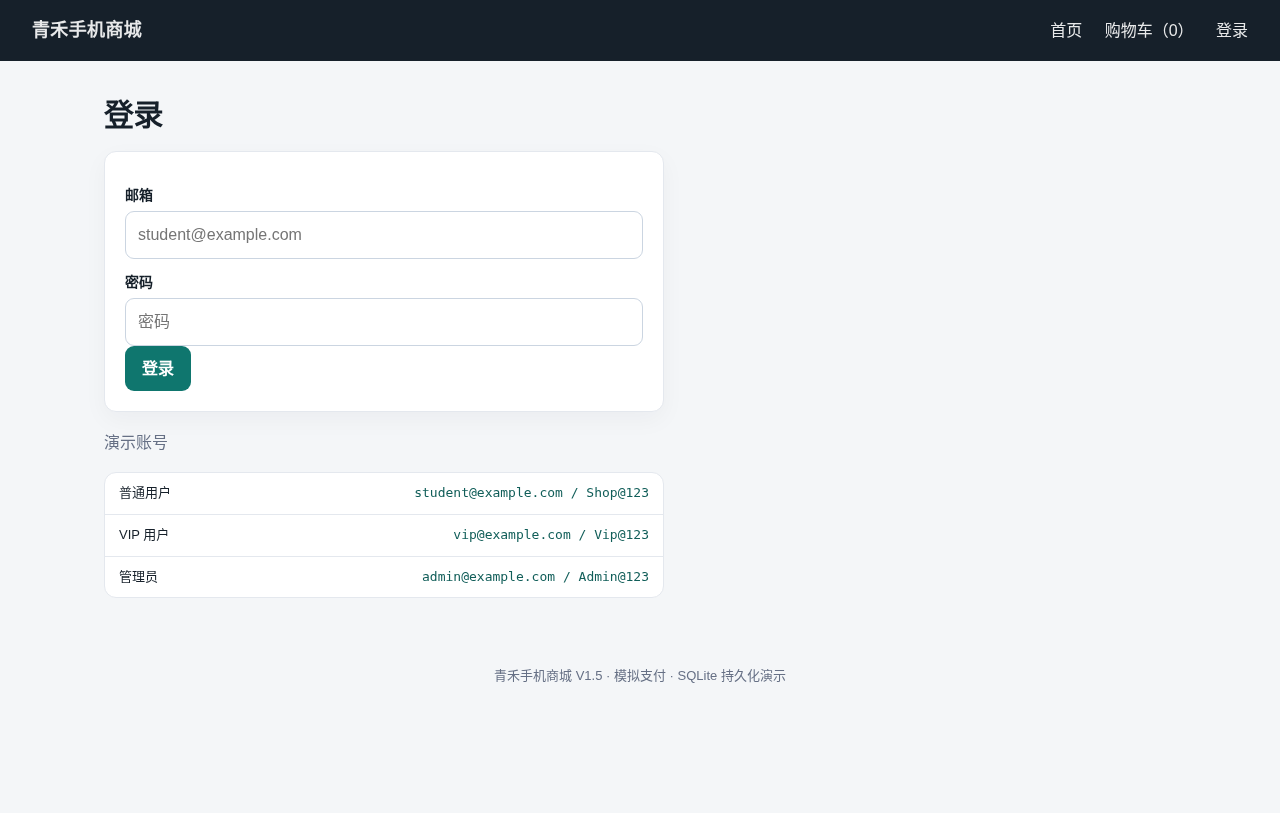 青禾手机商城
首页 购物车（0） 登录
登录
邮箱
student@example.com
密码
密码
登录
演示账号
普通用户 student@example.com / Shop@123
VIP 用户 vip@example.com / Vip@123
管理员 admin@example.com / Admin@123
青禾手机商城 V1.5 · 模拟支付 · SQLite 持久化演示